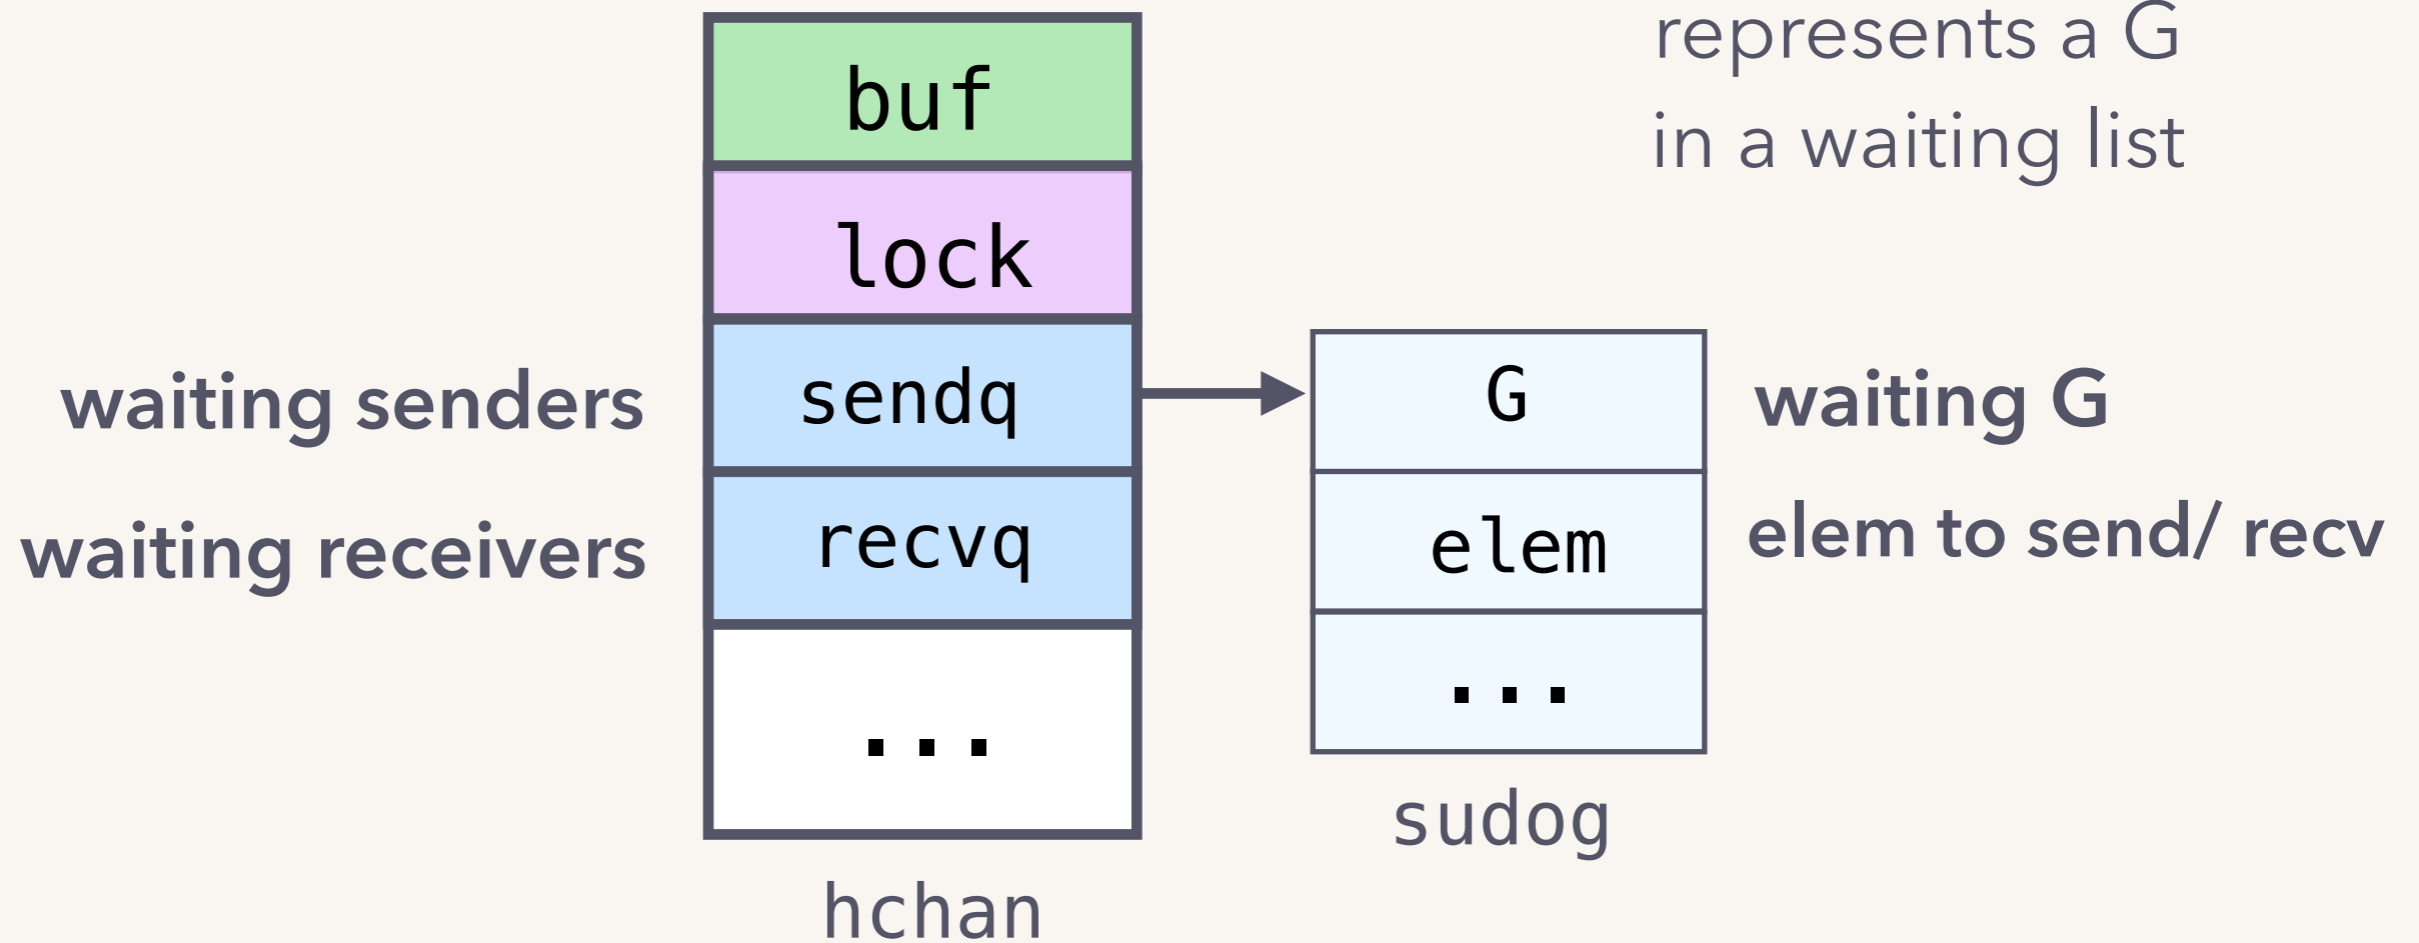 represents a G
in a waiting list
buf
lock
waiting senders
sendq
G
waiting G
waiting receivers
recvq
elem
elem to send/ recv
...
...
sudog
hchan